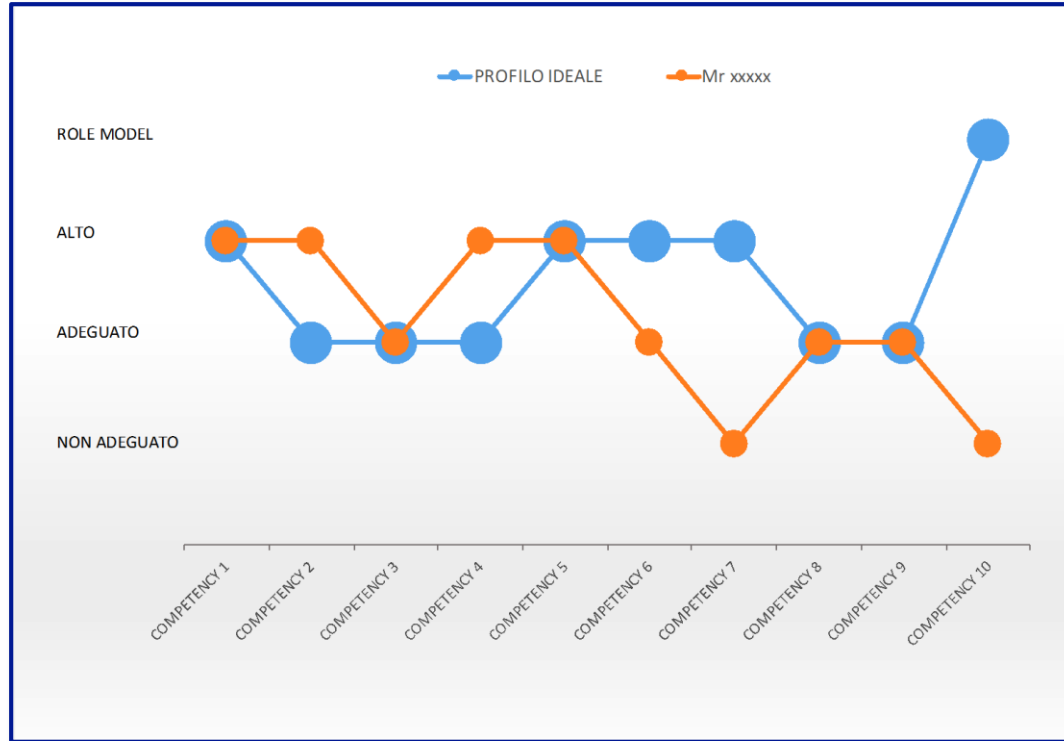 PROFILO IDEALE
Mr xxxxx
ROLE MODEL
ALTO
ADEGUATO
NON ADEGUATO
COMPETENCY 1
COMPETENCY 2
COMPETENCY 3
COMPETENCY 4
COMPETENCY 5
COMPETENCY 6
COMPETENCY 7
COMPETENCY 8
COMPETENCY 9
COMPETENCY 10